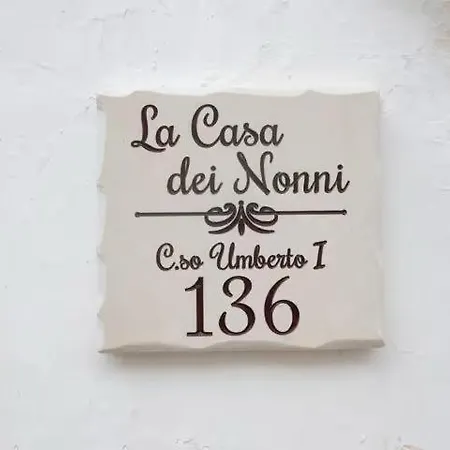 La Casa
dei Nonni
C.so Umberto I
136